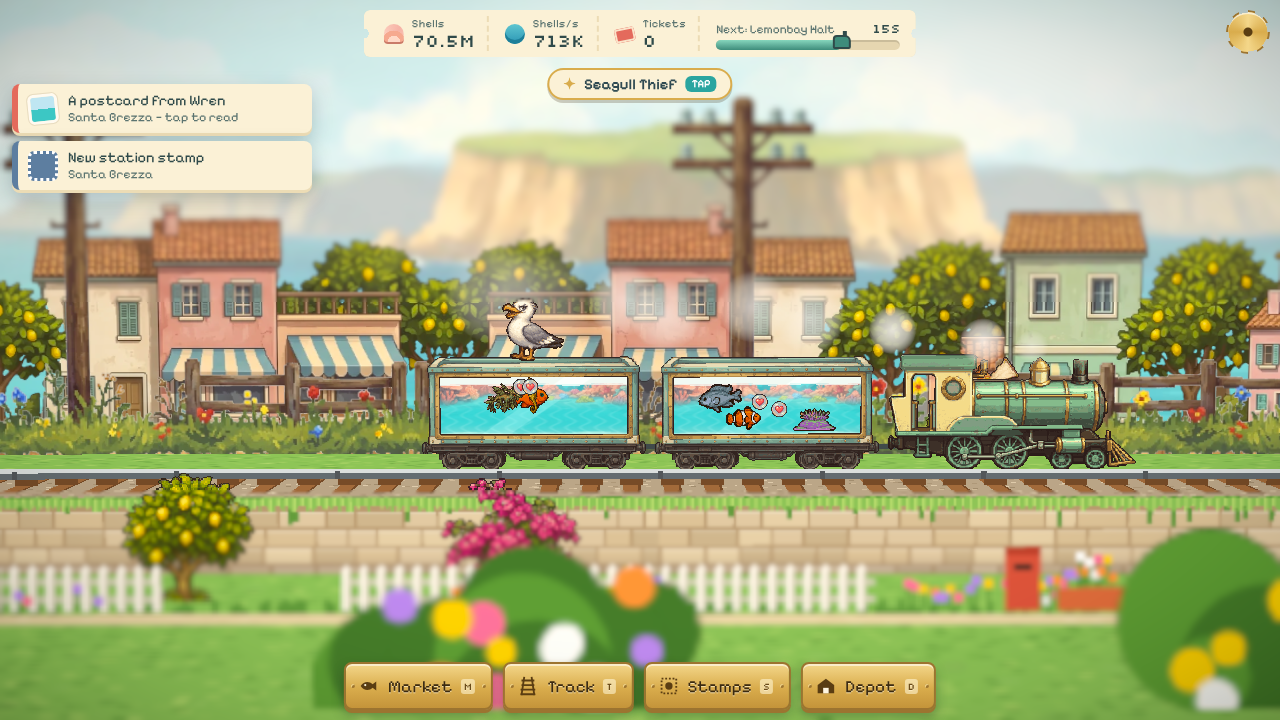 Shells
70.5M
Shells/s
713K
Tickets
0
Next: Lemonbay Halt
15S
Seagull Thief TAP
A postcard from Wren
Santa Brezza - tap to read
New station stamp
Santa Brezza
Market M
Track T
Stamps S
Depot D